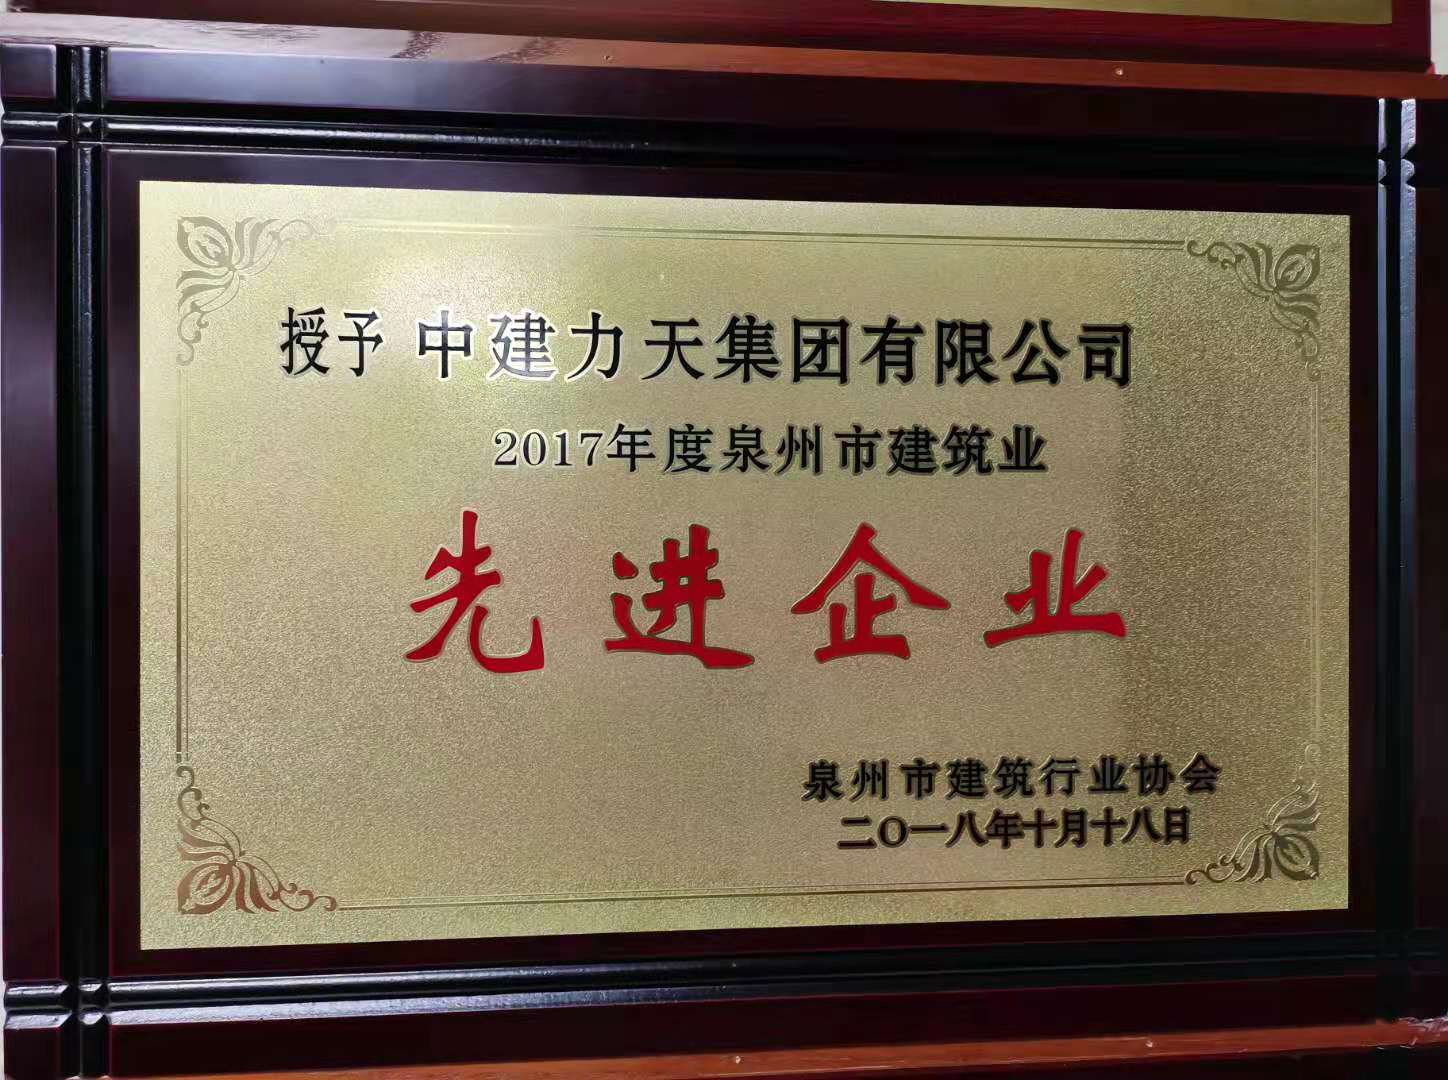 授予 中建力天集团有限公司
2017年度泉州市建筑业
先进企业
泉州市建筑行业协会
二〇一八年十月十八日